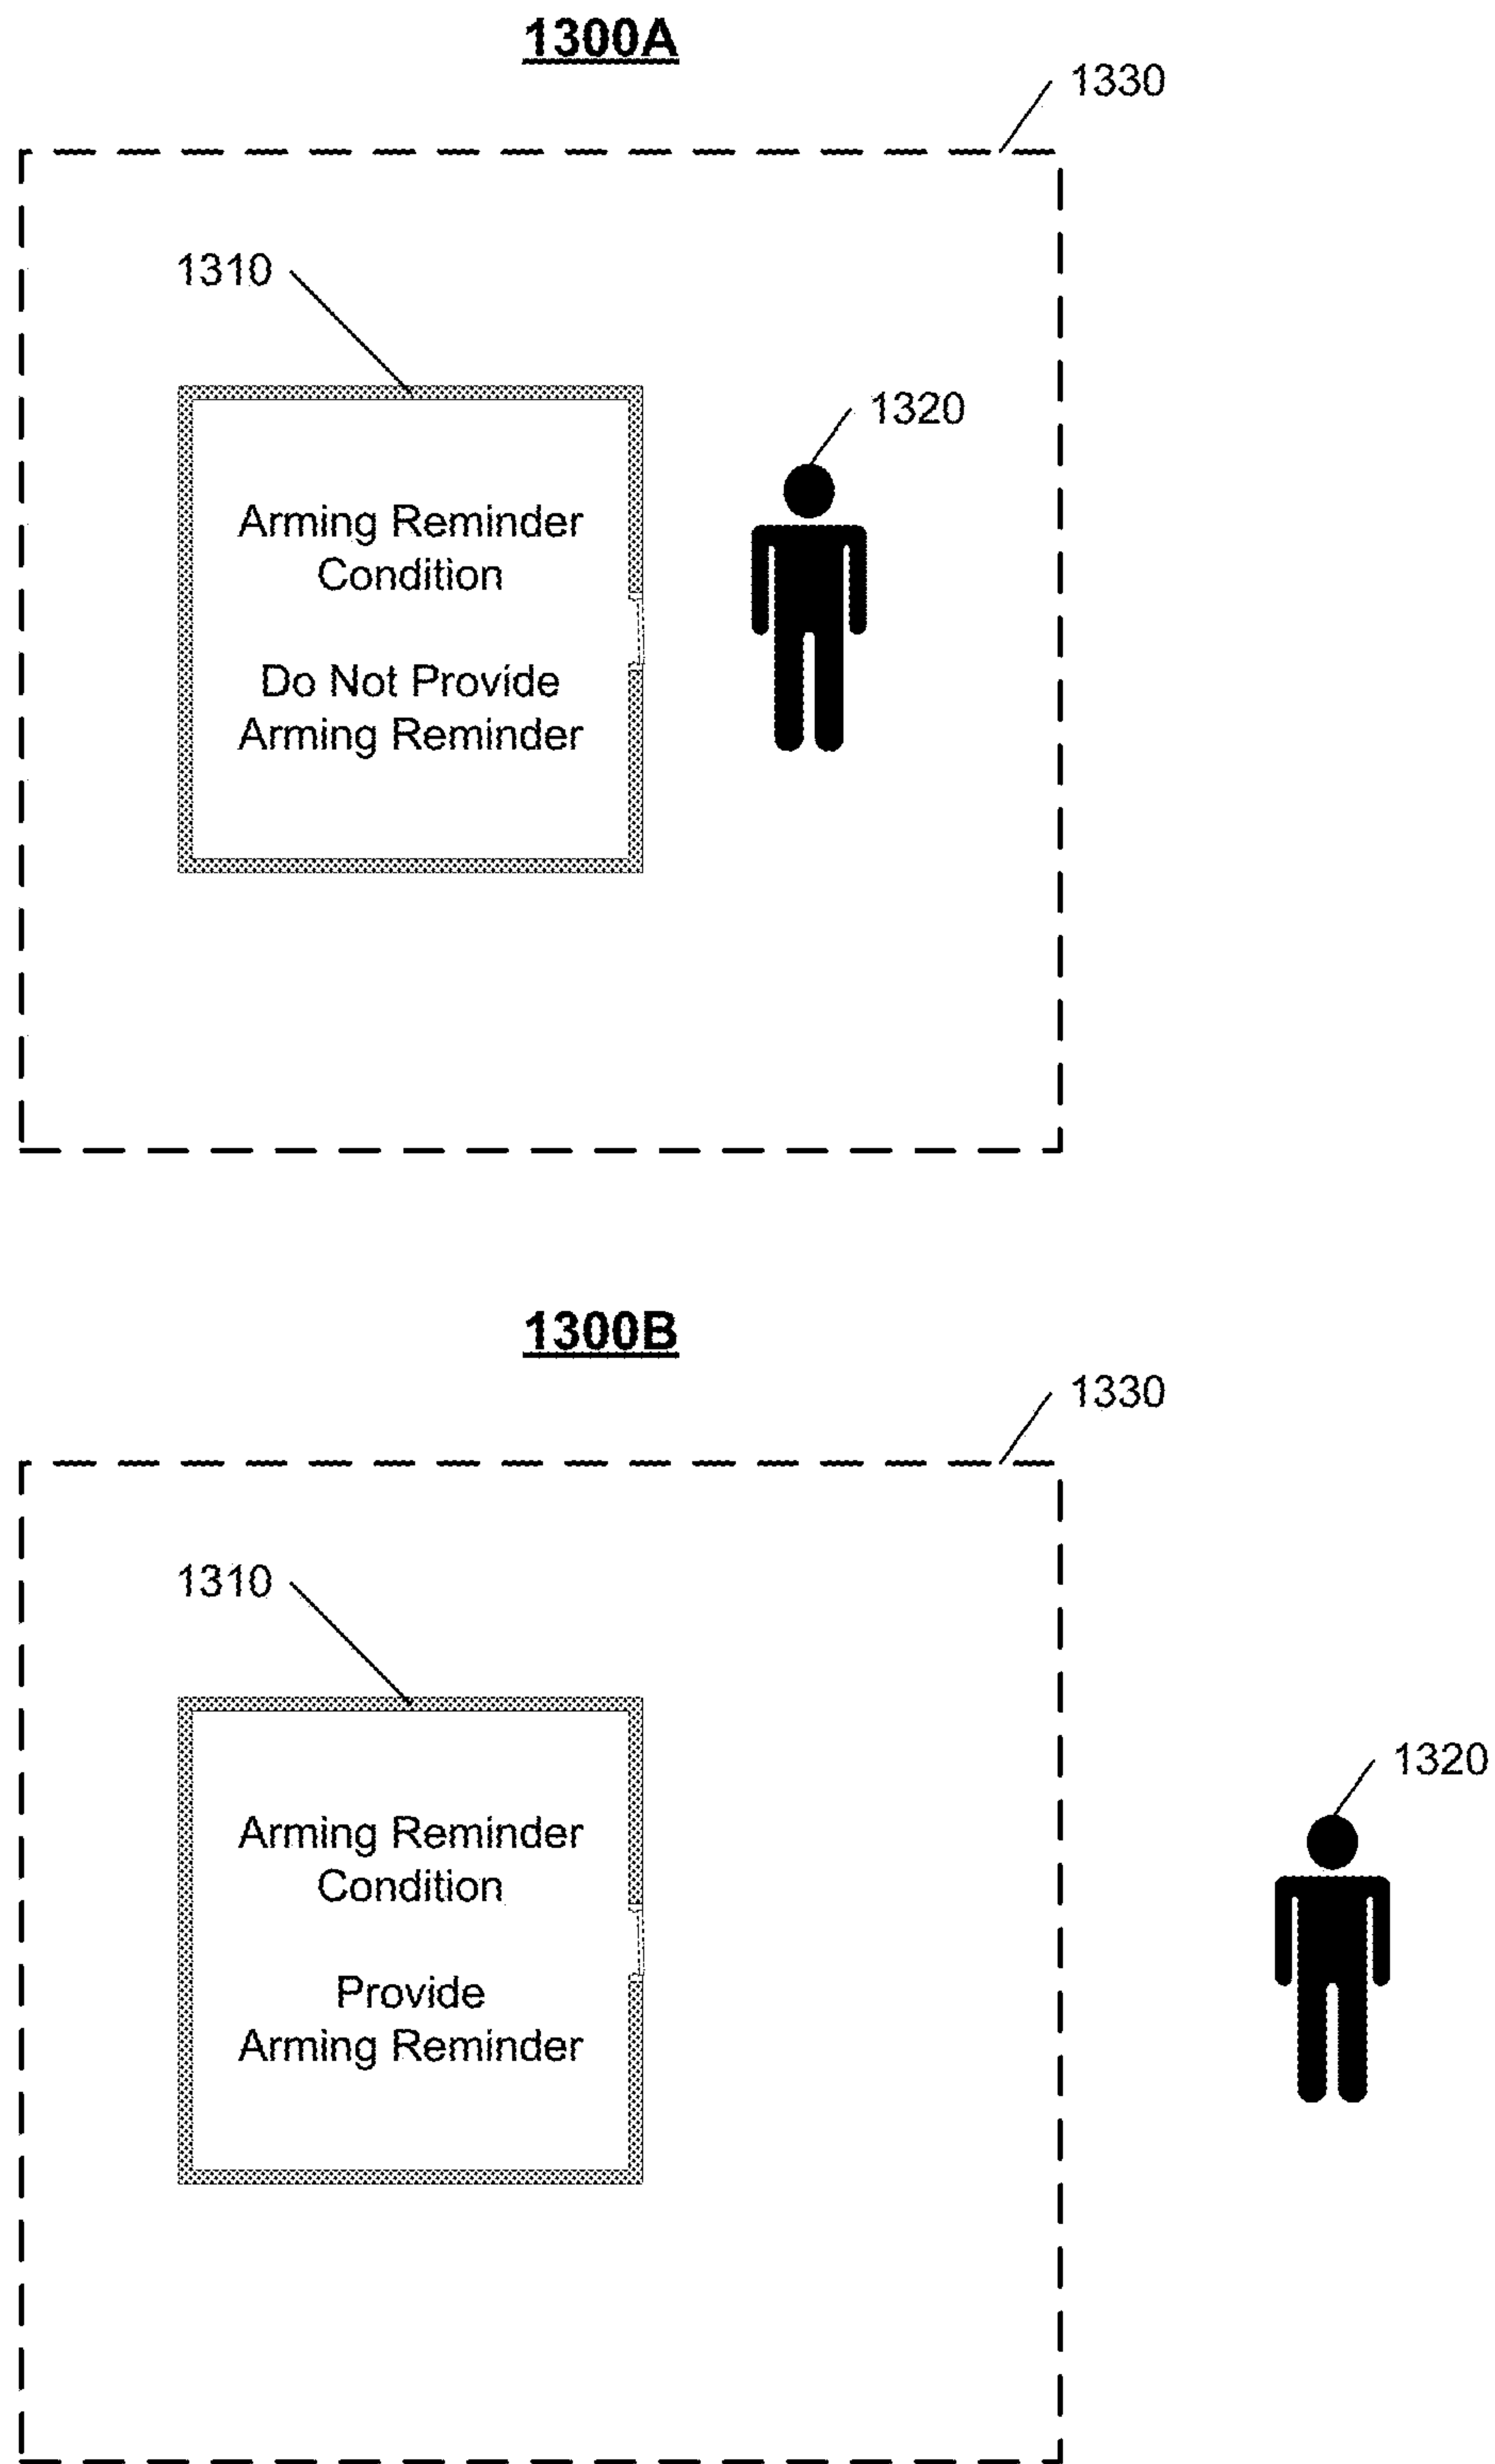 1300A
1330
1310
1320
Arming Reminder
Condition
Do Not Provide
Arming Reminder
1300B
1330
1310
1320
Arming Reminder
Condition
Provide
Arming Reminder